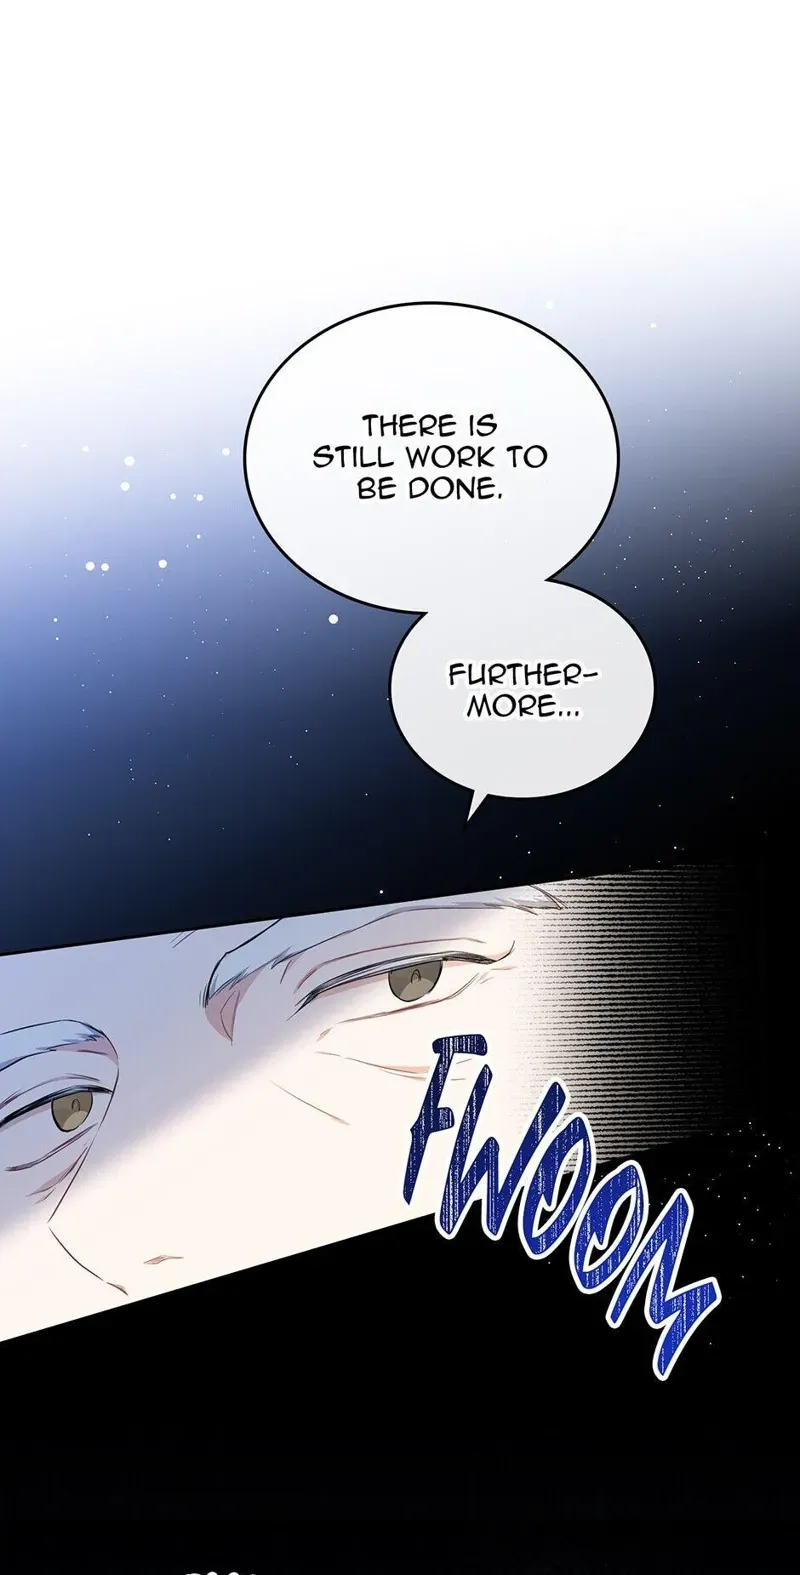 THERE IS
STILL WORK TO
BE DONE.
FURTHER-
MORE...
FWOOM